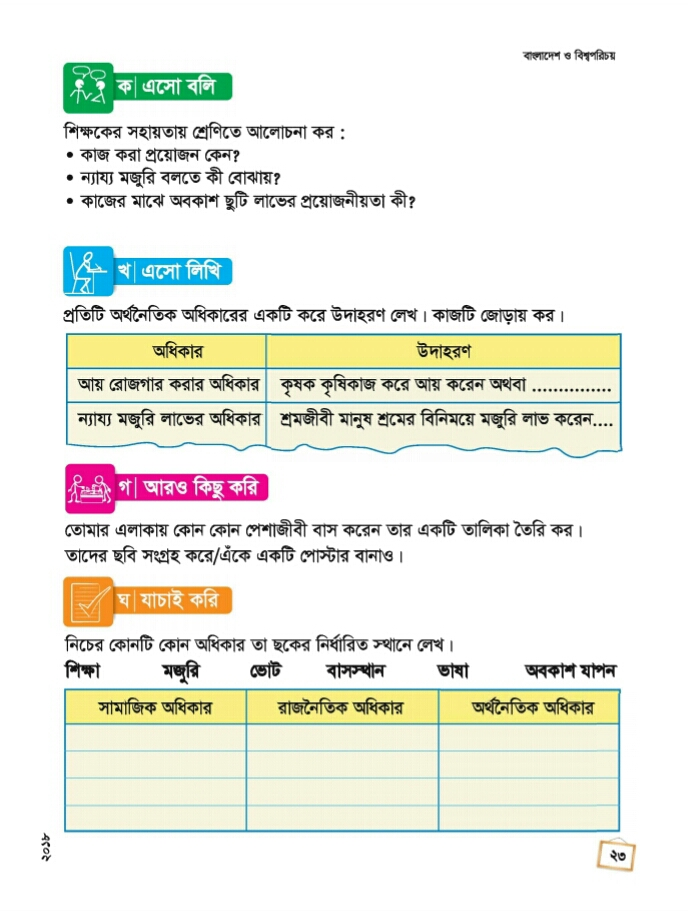 বাংলাদেশ ও বিশ্বপরিচয়
ক| এসো বলি
শিক্ষকের সহায়তায় শ্রেণিতে আলোচনা কর :
• কাজ করা প্রয়োজন কেন?
• ন্যায্য মজুরি বলতে কী বোঝায়?
• কাজের মাঝে অবকাশ ছুটি লাভের প্রয়োজনীয়তা কী?
খ| এসো লিখি
প্রতিটি অর্থনৈতিক অধিকারের একটি করে উদাহরণ লেখ। কাজটি জোড়ায় কর।
অধিকার উদাহরণ
আয় রোজগার করার অধিকার কৃষক কৃষিকাজ করে আয় করেন অথবা ..............
ন্যায্য মজুরি লাভের অধিকার শ্রমজীবী মানুষ শ্রমের বিনিময়ে মজুরি লাভ করেন....
গ| আরও কিছু করি
তোমার এলাকায় কোন কোন পেশাজীবী বাস করেন তার একটি তালিকা তৈরি কর।
তাদের ছবি সংগ্রহ করে/এঁকে একটি পোস্টার বানাও।
ঘ| যাচাই করি
নিচের কোনটি কোন অধিকার তা ছকের নির্ধারিত স্থানে লেখ।
শিক্ষা মজুরি ভোট বাসস্থান ভাষা অবকাশ যাপন
সামাজিক অধিকার রাজনৈতিক অধিকার অর্থনৈতিক অধিকার
২০১৮
২৩